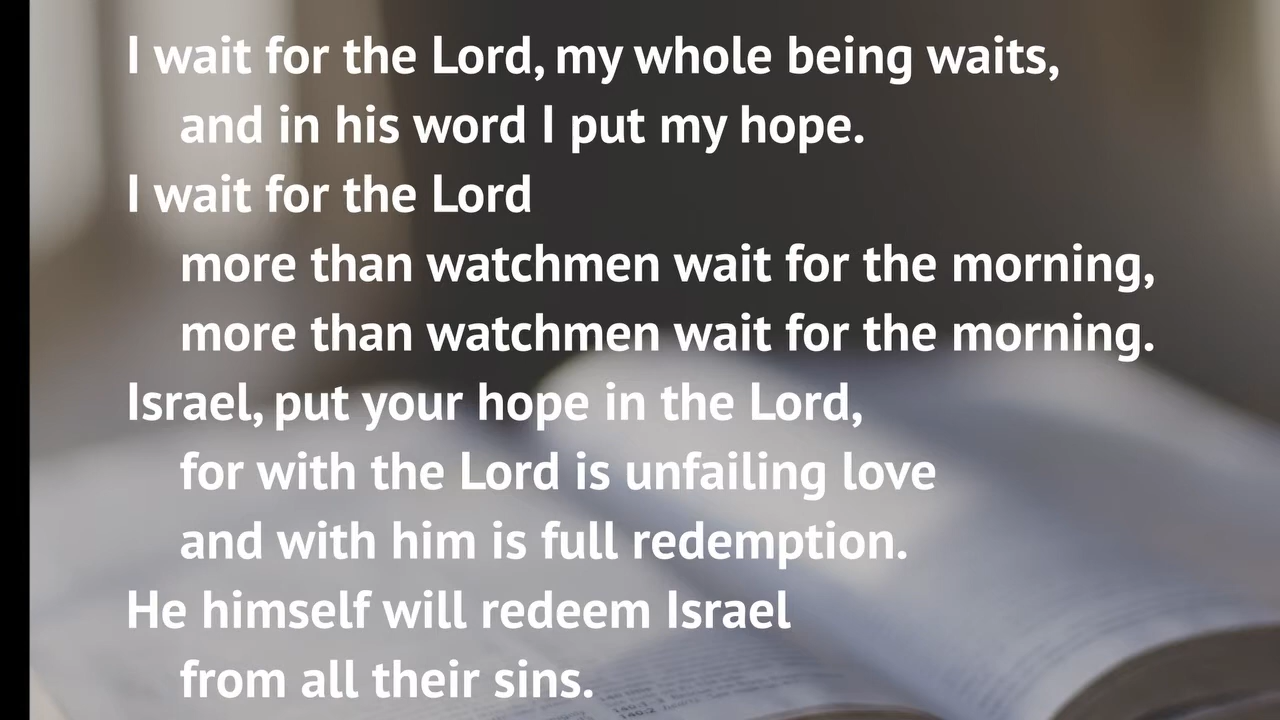 I wait for the Lord, my whole being waits,
and in his word I put my hope.
I wait for the Lord
more than watchmen wait for the morning,
more than watchmen wait for the morning.
Israel, put your hope in the Lord,
for with the Lord is unfailing love
and with him is full redemption.
He himself will redeem Israel
from all their sins.